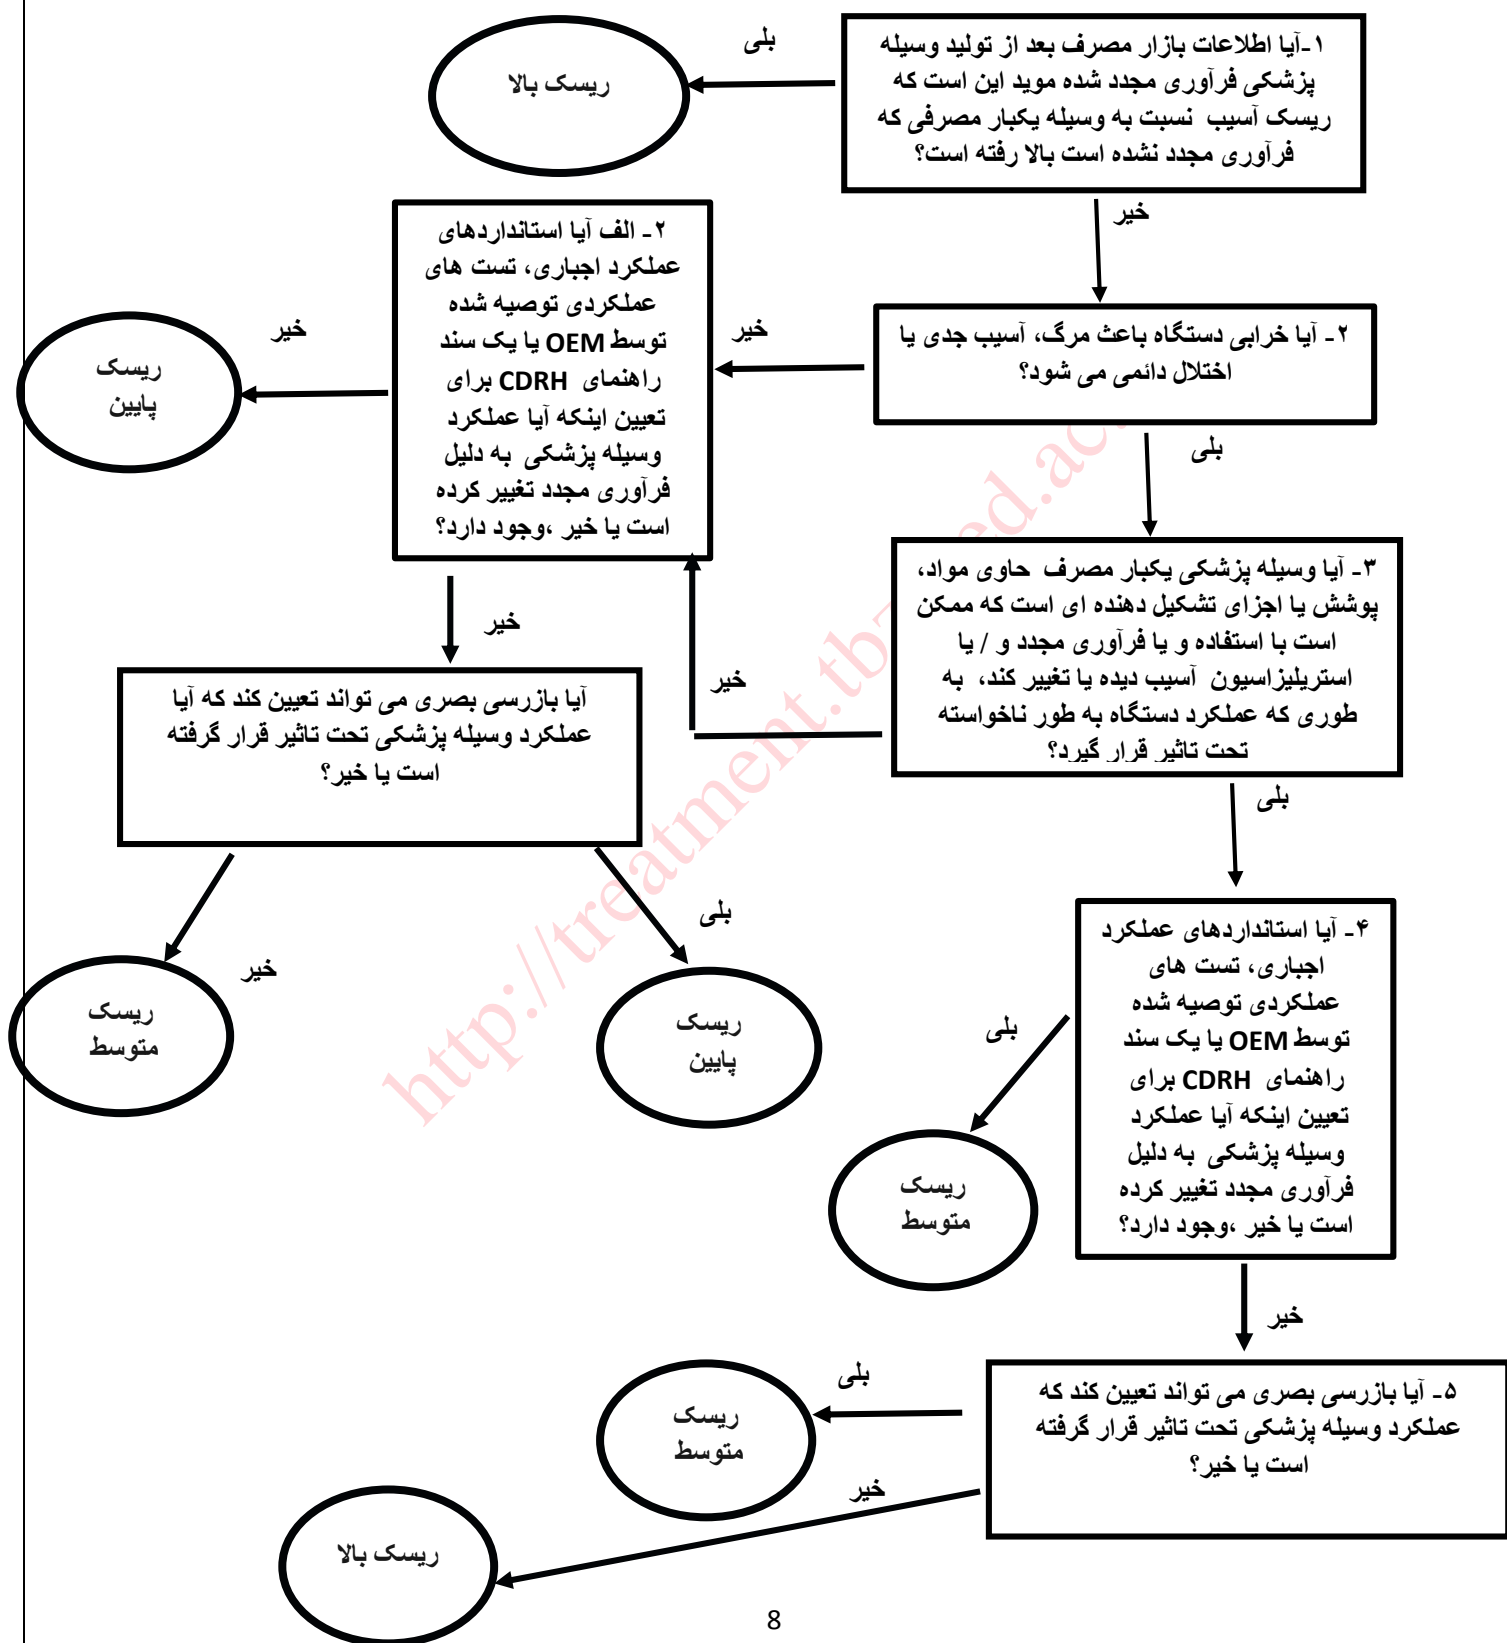 ۱-آیا اطلاعات بازار مصرف بعد از تولید وسیله
پزشکی فرآوری مجدد شده موید این است که
ریسک آسیب نسبت به وسیله یکبار مصرفی که
فرآوری مجدد نشده است بالا رفته است؟
بلی
ریسک بالا
خیر
۲- آیا خرابی دستگاه باعث مرگ، آسیب جدی یا
اختلال دائمی می شود؟
خیر
۲- الف آیا استانداردهای
عملکرد اجباری، تست های
عملکردی توصیه شده
توسط OEM یا یک سند
راهنمای CDRH برای
تعیین اینکه آیا عملکرد
وسیله پزشکی به دلیل
فرآوری مجدد تغییر کرده
است یا خیر ،وجود دارد؟
خیر
ریسک
پایین
بلی
۳- آیا وسیله پزشکی یکبار مصرف حاوی مواد،
پوشش یا اجزای تشکیل دهنده ای است که ممکن
است با استفاده و یا فرآوری مجدد و / یا
استریلیزاسیون آسیب دیده یا تغییر کند، به
طوری که عملکرد دستگاه به طور ناخواسته
تحت تاثیر قرار گیرد؟
خیر
خیر
آیا بازرسی بصری می تواند تعیین کند که آیا
عملکرد وسیله پزشکی تحت تاثیر قرار گرفته
است یا خیر؟
بلی
ریسک
پایین
خیر
ریسک
متوسط
بلی
۴- آیا استانداردهای عملکرد
اجباری، تست های
عملکردی توصیه شده
توسط OEM یا یک سند
راهنمای CDRH برای
تعیین اینکه آیا عملکرد
وسیله پزشکی به دلیل
فرآوری مجدد تغییر کرده
است یا خیر ،وجود دارد؟
بلی
ریسک
متوسط
خیر
۵- آیا بازرسی بصری می تواند تعیین کند که
عملکرد وسیله پزشکی تحت تاثیر قرار گرفته
است یا خیر؟
بلی
ریسک
متوسط
خیر
ریسک بالا
8